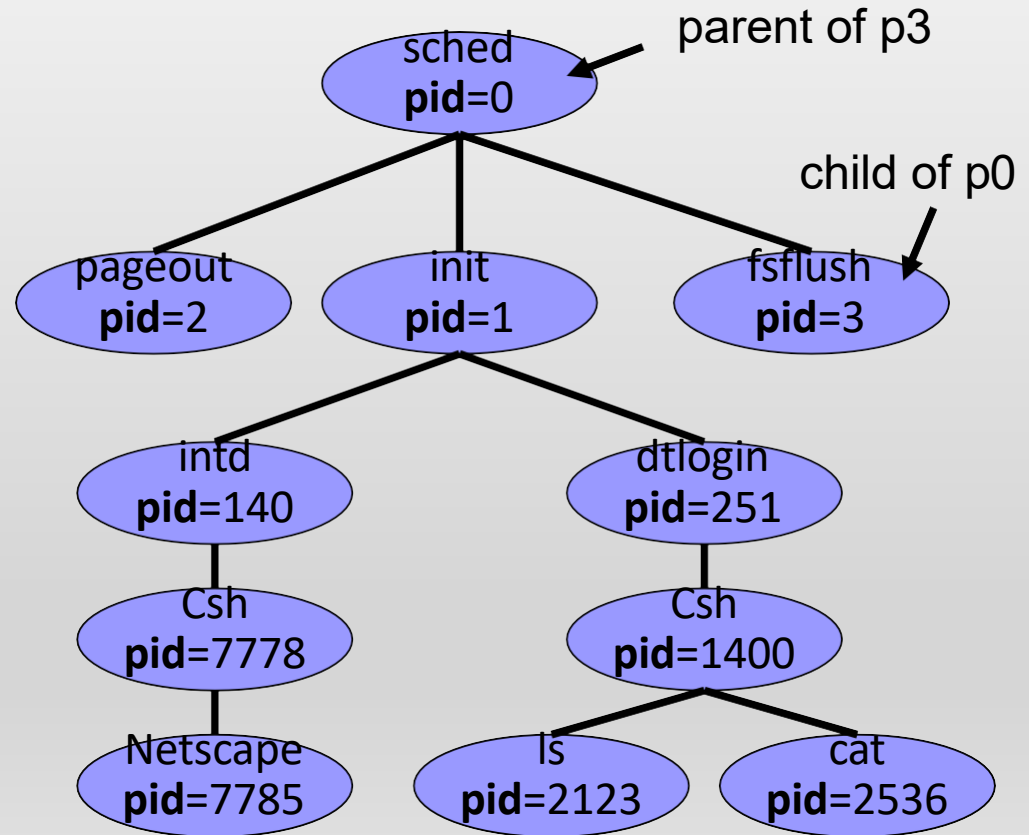 parent of p3
sched
pid=0
child of p0
pageout
pid=2
init
pid=1
fsflush
pid=3
intd
pid=140
dtlogin
pid=251
Csh
pid=7778
Csh
pid=1400
Netscape
pid=7785
ls
pid=2123
cat
pid=2536